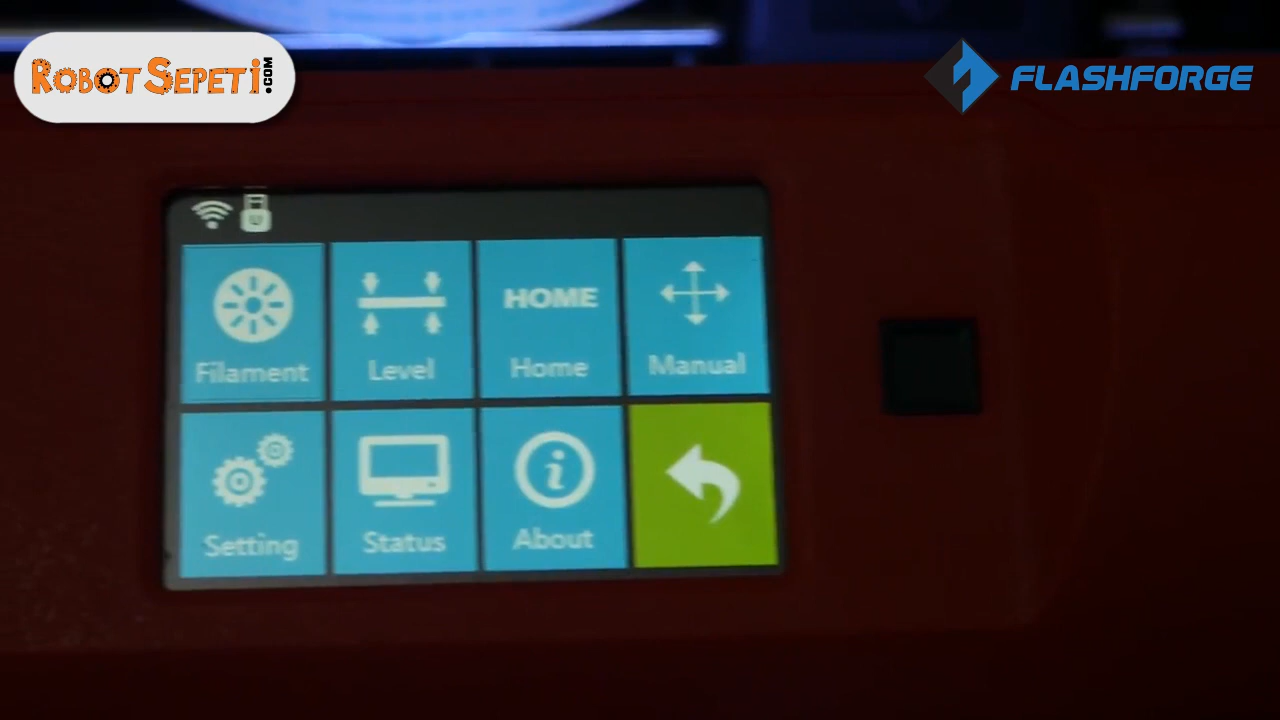 ROBOTSEPETİ.COM
FLASHFORGE
HOME
Filament
Level
Home
Manual
Setting
Status
About